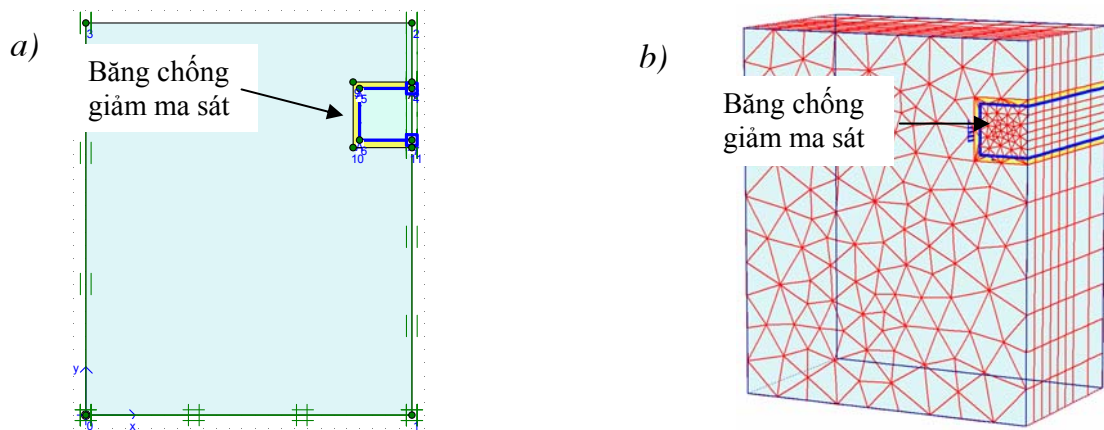 a)
Băng chống
giảm ma sát
3
2
5
4
10
6
11
y
0
x
1
b)
Băng chống
giảm ma sát